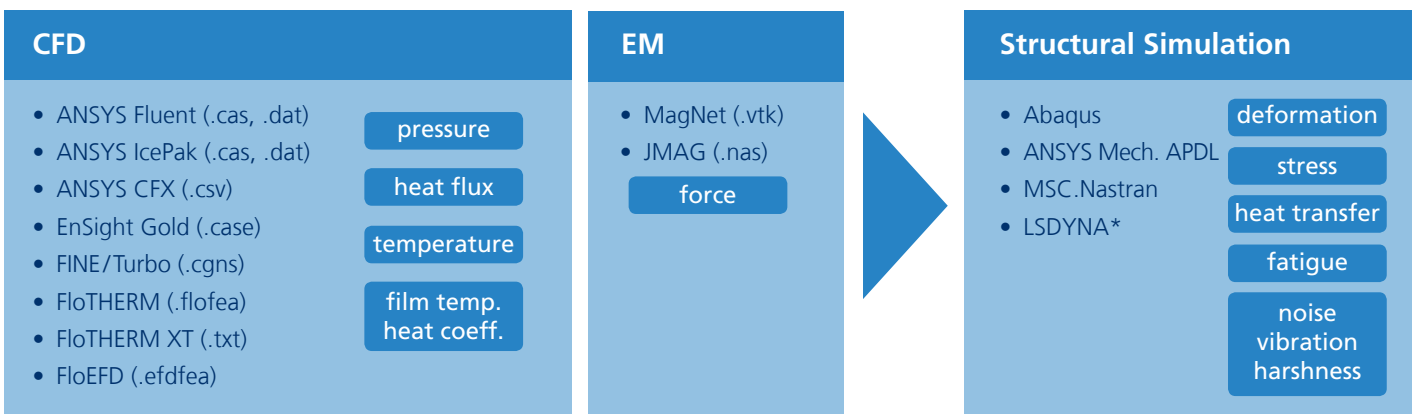 CFD
• ANSYS Fluent (.cas, .dat)
• ANSYS IcePak (.cas, .dat)
• ANSYS CFX (.csv)
• EnSight Gold (.case)
• FINE/Turbo (.cgns)
• FloTHERM (.flofea)
• FloTHERM XT (.txt)
• FloEFD (.efdfea)
pressure
heat flux
temperature
film temp.
heat coeff.
EM
• MagNet (.vtk)
• JMAG (.nas)
force
Structural Simulation
• Abaqus
• ANSYS Mech. APDL
• MSC.Nastran
• LSDYNA*
deformation
stress
heat transfer
fatigue
noise
vibration
harshness